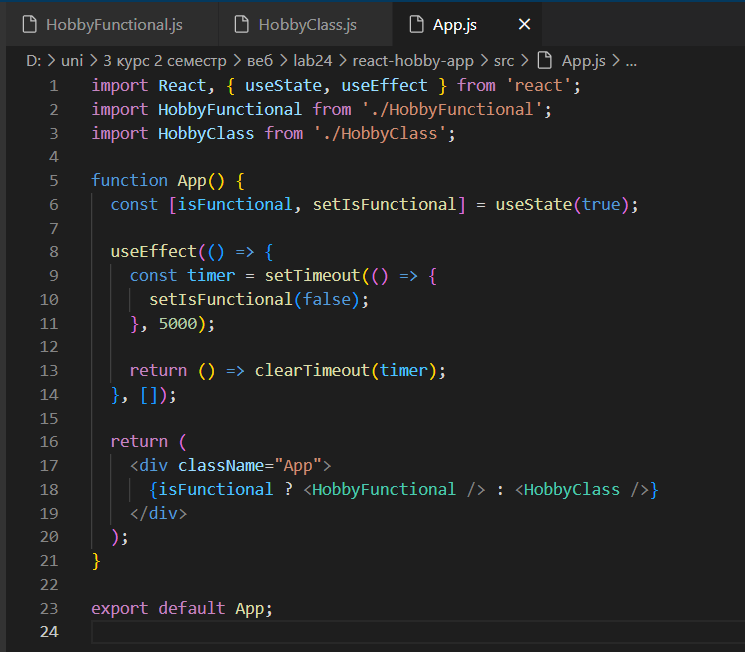 HobbyFunctional.js HobbyClass.js App.js ×
D: > uni > 3 курс 2 семестр > веб > lab24 > react-hobby-app > src > App.js > ...
1 import React, { useState, useEffect } from 'react';
2 import HobbyFunctional from './HobbyFunctional';
3 import HobbyClass from './HobbyClass';
4
5 function App() {
6   const [isFunctional, setIsFunctional] = useState(true);
7
8   useEffect(() => {
9     const timer = setTimeout(() => {
10       setIsFunctional(false);
11     }, 5000);
12
13     return () => clearTimeout(timer);
14   }, []);
15
16   return (
17     <div className="App">
18       {isFunctional ? <HobbyFunctional /> : <HobbyClass />}
19     </div>
20   );
21 }
22
23 export default App;
24